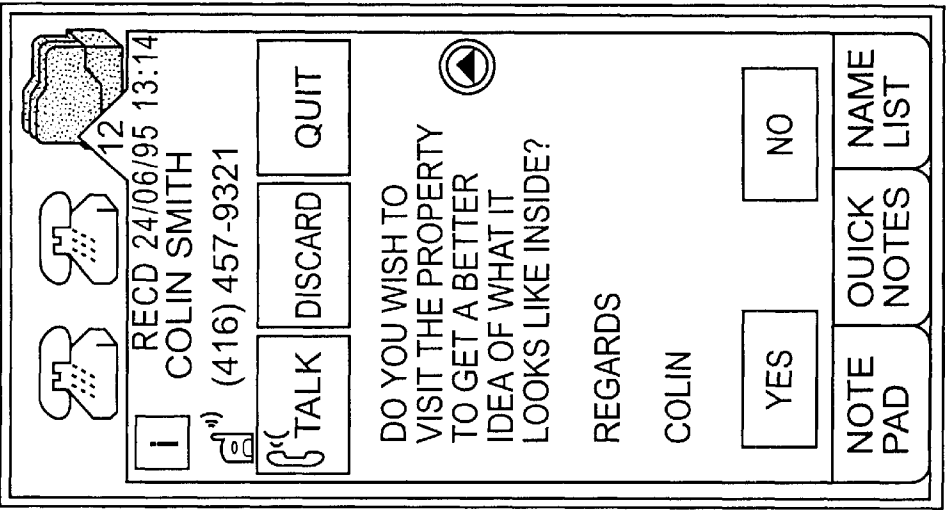 12
RECD 24/06/95 13:14
i
COLIN SMITH
(416) 457-9321
TALK
DISCARD
QUIT
DO YOU WISH TO
VISIT THE PROPERTY
TO GET A BETTER
IDEA OF WHAT IT
LOOKS LIKE INSIDE?
REGARDS
COLIN
YES
NO
NOTE
PAD
QUICK
NOTES
NAME
LIST